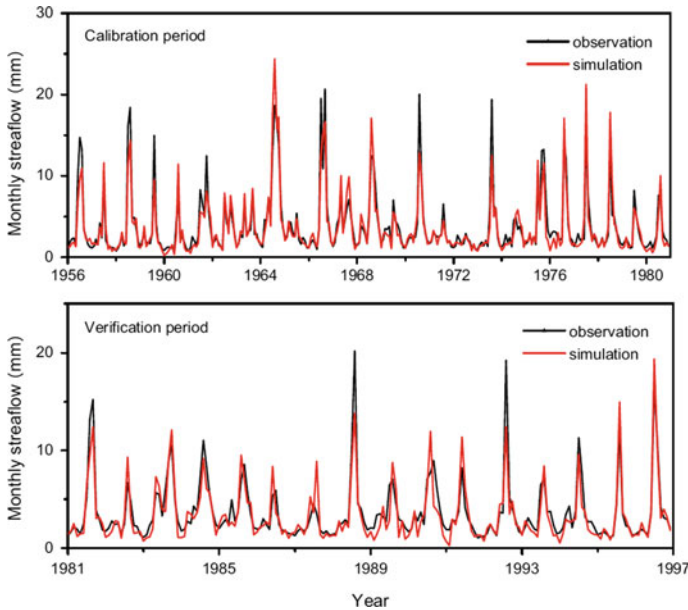 30
Calibration period
observation
simulation
20
Monthly streaflow (mm)
10
0
1956
1960
1964
1968
1972
1976
1980
Verification period
observation
simulation
20
Monthly streaflow (mm)
10
0
1981
1985
1989
1993
1997
Year